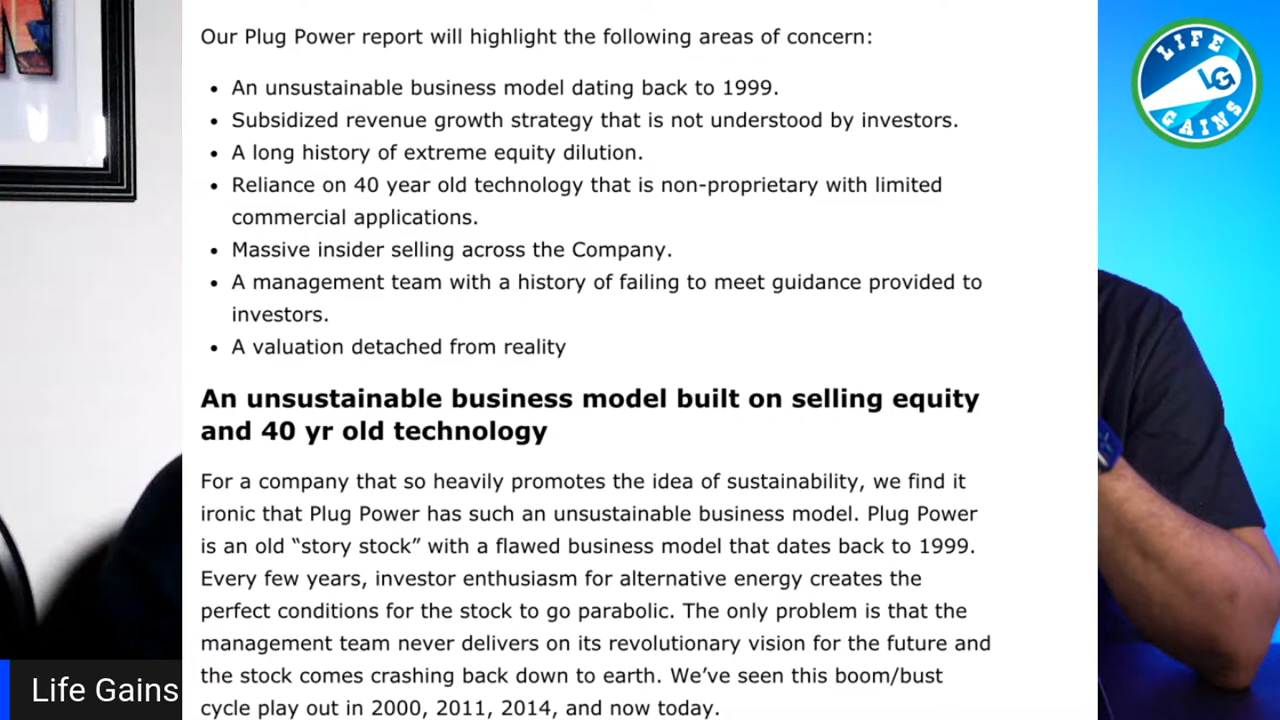 Our Plug Power report will highlight the following areas of concern:
• An unsustainable business model dating back to 1999.
• Subsidized revenue growth strategy that is not understood by investors.
• A long history of extreme equity dilution.
• Reliance on 40 year old technology that is non-proprietary with limited
commercial applications.
• Massive insider selling across the Company.
• A management team with a history of failing to meet guidance provided to
investors.
• A valuation detached from reality
An unsustainable business model built on selling equity
and 40 yr old technology
For a company that so heavily promotes the idea of sustainability, we find it
ironic that Plug Power has such an unsustainable business model. Plug Power
is an old “story stock” with a flawed business model that dates back to 1999.
Every few years, investor enthusiasm for alternative energy creates the
perfect conditions for the stock to go parabolic. The only problem is that the
management team never delivers on its revolutionary vision for the future and
the stock comes crashing back down to earth. We’ve seen this boom/bust
cycle play out in 2000, 2011, 2014, and now today.
LIFE
LG
GAINS
Life Gains